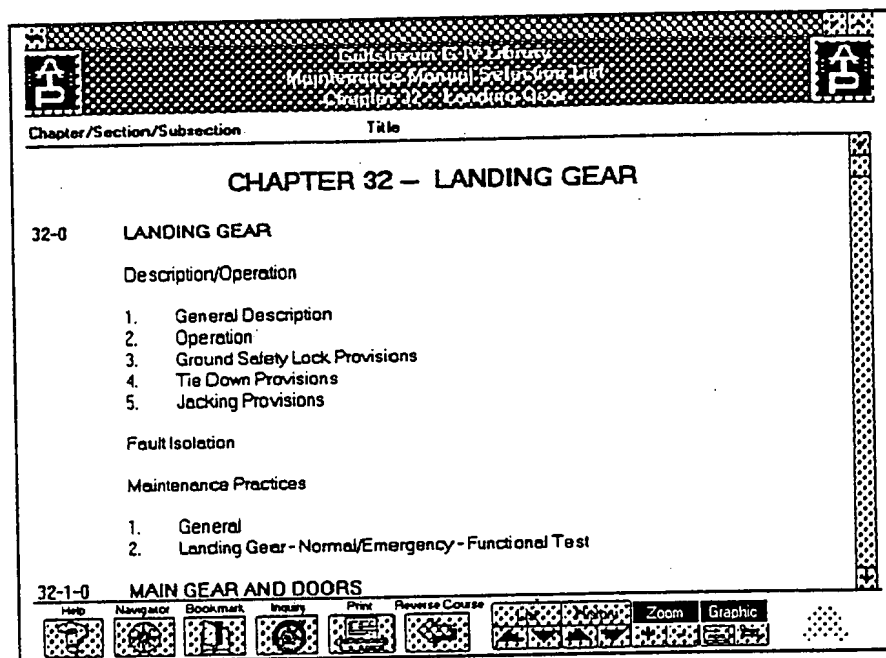 Gulfstream G-IV Library
Maintenance Manual Selection List
Chapter 32 - Landing Gear
ATP
ATP
Chapter/Section/Subsection Title
CHAPTER 32 – LANDING GEAR
32-0 LANDING GEAR
Description/Operation
1. General Description
2. Operation
3. Ground Safety Lock Provisions
4. Tie Down Provisions
5. Jacking Provisions
Fault Isolation
Maintenance Practices
1. General
2. Landing Gear - Normal/Emergency - Functional Test
32-1-0 MAIN GEAR AND DOORS
Help Navigator Bookmark Inquiry Print Reverse Course Zoom Graphic